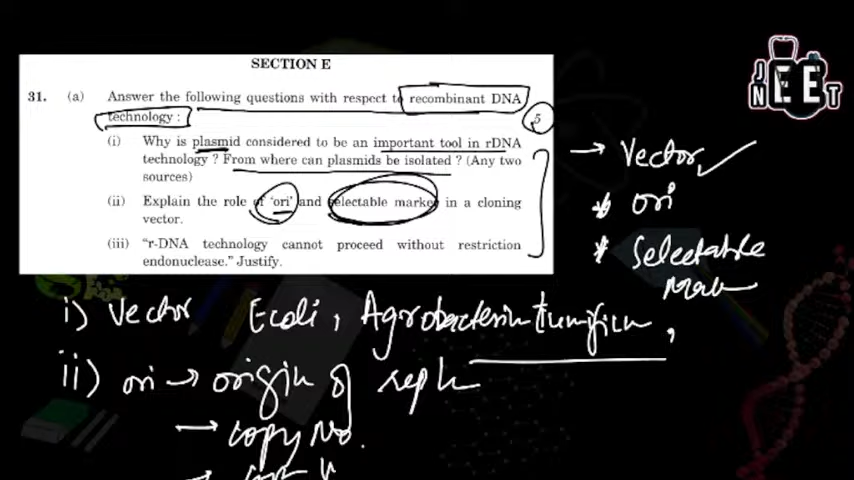 SECTION E
31. (a) Answer the following questions with respect to recombinant DNA
technology : 5
(i) Why is plasmid considered to be an important tool in rDNA
technology ? From where can plasmids be isolated ? (Any two
sources)
(ii) Explain the role of 'ori' and selectable marker in a cloning
vector.
(iii) "r-DNA technology cannot proceed without restriction
endonuclease." Justify.
JNEET
→ Vector ✓
* Ori
* Selectable
i) Vector Ecoli, Agrobacterium
ii) ori → origin of
→ copy No.